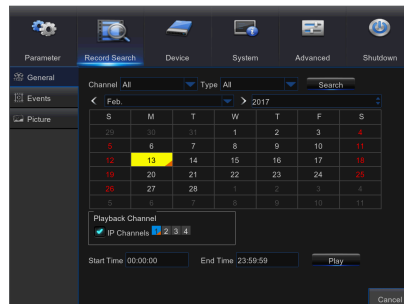 Parameter Record Search Device System Advanced Shutdown
General
Events
Picture
Channel All Type All Search
Feb. 2017
S M T W T F S
29 30 31 1 2 3 4
5 6 7 8 9 10 11
12 13 14 15 16 17 18
19 20 21 22 23 24 25
26 27 28 1 2 3 4
5 6 7 8 9 10 11
Playback Channel
IP Channels 1 2 3 4
Start Time 00:00:00 End Time 23:59:59 Play
Cancel